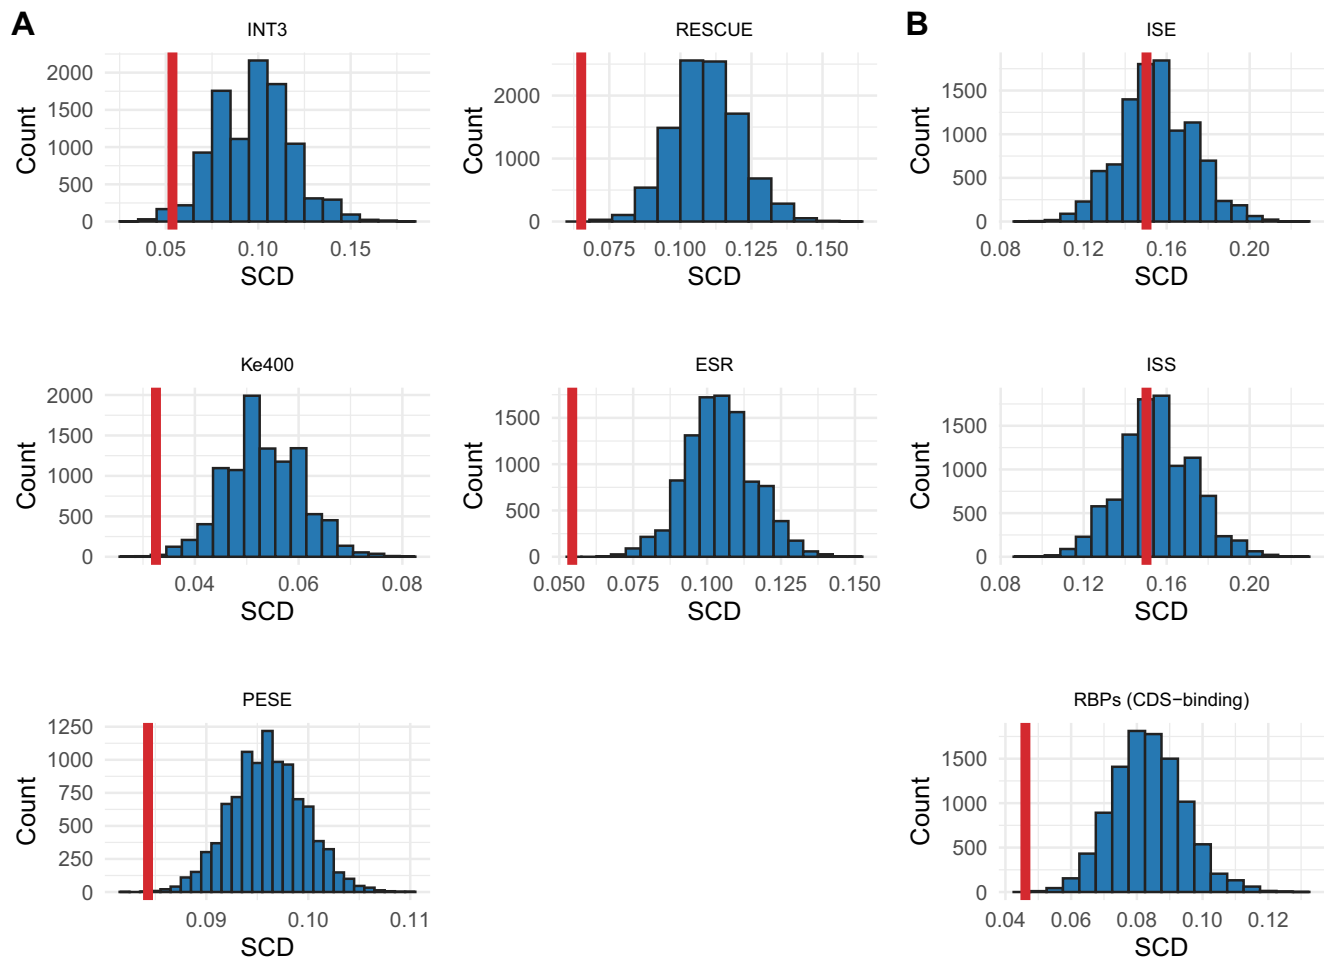 A
B
INT3
Count
2000
1500
1000
500
0
0.05 0.10 0.15
SCD
RESCUE
Count
2000
1000
0
0.075 0.100 0.125 0.150
SCD
ISE
Count
1500
1000
500
0
0.08 0.12 0.16 0.20
SCD
Ke400
Count
2000
1500
1000
500
0
0.04 0.06 0.08
SCD
ESR
Count
1500
1000
500
0
0.050 0.075 0.100 0.125 0.150
SCD
ISS
Count
1500
1000
500
0
0.08 0.12 0.16 0.20
SCD
PESE
Count
1250
1000
750
500
250
0
0.09 0.10 0.11
SCD
RBPs (CDS−binding)
Count
1500
1000
500
0
0.04 0.06 0.08 0.10 0.12
SCD